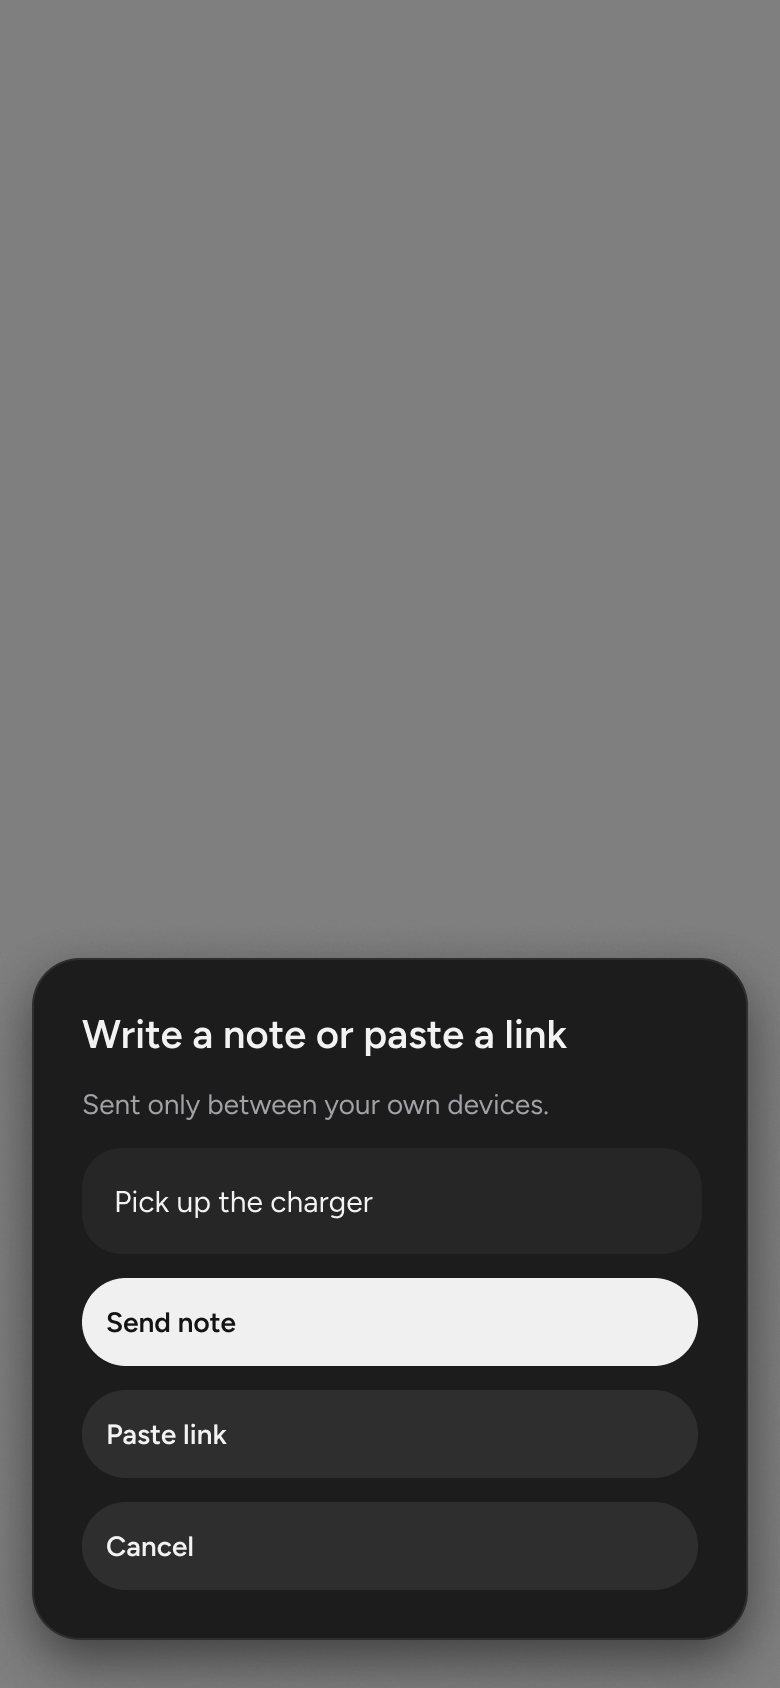 Write a note or paste a link
Sent only between your own devices.
Pick up the charger
Send note
Paste link
Cancel